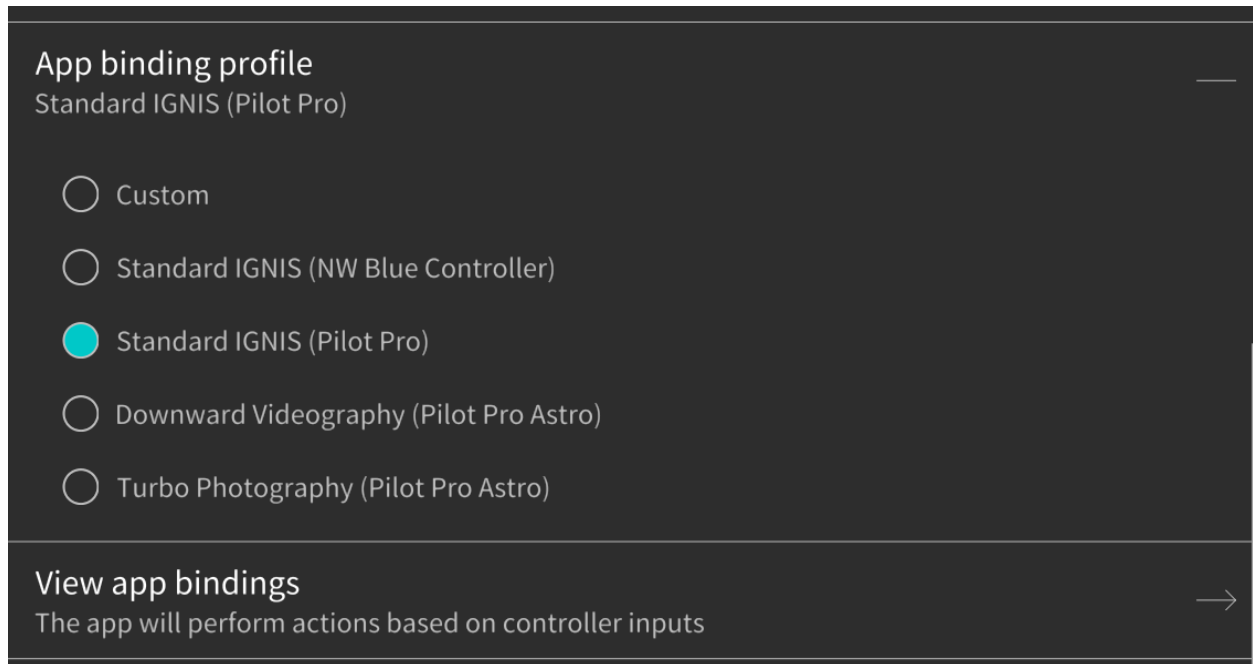 App binding profile
Standard IGNIS (Pilot Pro)
Custom
Standard IGNIS (NW Blue Controller)
Standard IGNIS (Pilot Pro)
Downward Videography (Pilot Pro Astro)
Turbo Photography (Pilot Pro Astro)
View app bindings
The app will perform actions based on controller inputs